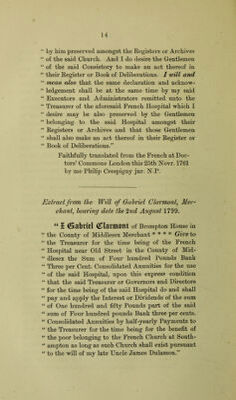 14
" by him preserved amongst the Registers or Archives
" of the said Church. And I do desire the Gentlemen
" of the said Consistory to make an act thereof in
" their Register or Book of Deliberations. I will and
" mean also that the same declaration and acknow-
" ledgement shall be at the same time by my said
" Executors and Administrators remitted unto the
" Treasurer of the aforesaid French Hospital which I
" desire may be also preserved by the Gentlemen
" belonging to the said Hospital amongst their
" Registers or Archives and that those Gentlemen
" shall also make an act thereof in their Register or
" Book of Deliberations."
Faithfully translated from the French at Doc-
tors' Commons London this 25th Novr. 1761
by me Philip Crespigny jnr. N.P.
Extract from the Will of Gabriel Clarmont, Mer-
chant, bearing date the 2nd August 1799.
" I Gabriel Clarmont of Brompton House in
" the County of Middlesex Merchant * * * * Give to
" the Treasurer for the time being of the French
" Hospital near Old Street in the County of Mid-
" dlesex the Sum of Four hundred Pounds Bank
" Three per Cent. Consolidated Annuities for the use
" of the said Hospital, upon this express condition
" that the said Treasurer or Governors and Directors
" for the time being of the said Hospital do and shall
" pay and apply the Interest or Dividends of the sum
" of One hundred and fifty Pounds part of the said
" sum of Four hundred pounds Bank three per cents.
" Consolidated Annuities by half-yearly Payments to
" the Treasurer for the time being for the benefit of
" the poor belonging to the French Church at South-
" ampton as long as such Church shall exist pursuant
" to the will of my late Uncle James Dulamon."